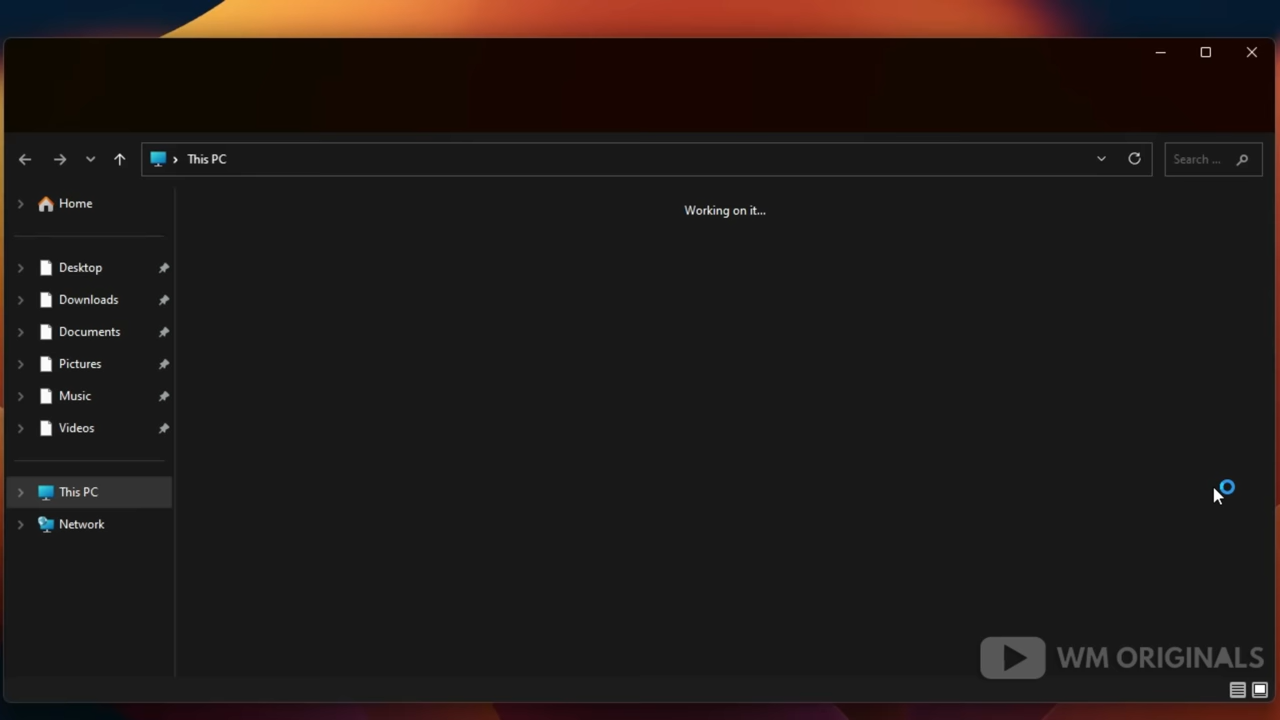 This PC
Search ...
Home
Working on it...
Desktop
Downloads
Documents
Pictures
Music
Videos
This PC
Network
WM ORIGINALS